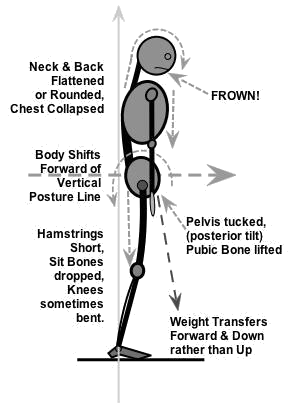 Neck & Back
Flattened
or Rounded,
Chest Collapsed
FROWN!
Body Shifts
Forward of
Vertical
Posture Line
Pelvis tucked,
(posterior tilt)
Pubic Bone lifted
Hamstrings
Short,
Sit Bones
dropped,
Knees
sometimes
bent.
Weight Transfers
Forward & Down
rather than Up